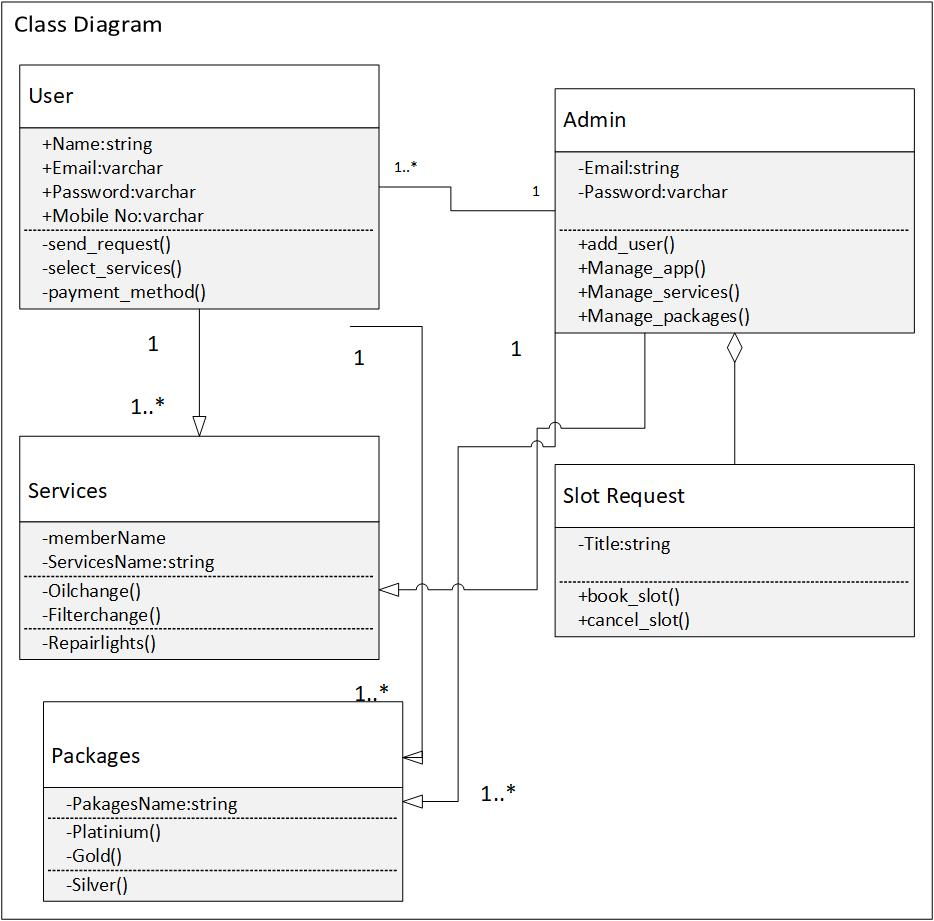 Class Diagram
User
+Name:string
+Email:varchar
+Password:varchar
+Mobile No:varchar
-send_request()
-select_services()
-payment_method()
1..*
1
Admin
-Email:string
-Password:varchar
+add_user()
+Manage_app()
+Manage_services()
+Manage_packages()
1
1
1
1..*
Services
-memberName
-ServicesName:string
-Oilchange()
-Filterchange()
-Repairlights()
Slot Request
-Title:string
+book_slot()
+cancel_slot()
1..*
Packages
-PakagesName:string
-Platinium()
-Gold()
-Silver()
1..*